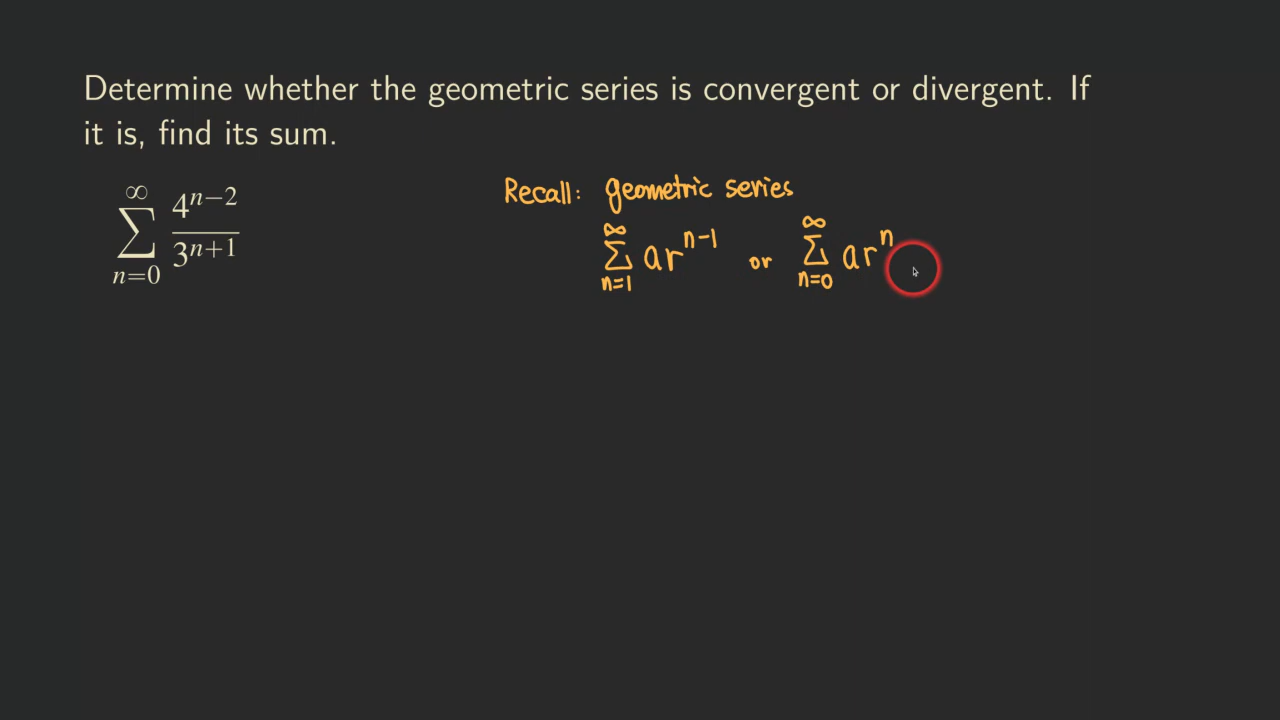 Determine whether the geometric series is convergent or divergent. If
it is, find its sum.
Recall: geometric series
∞
∑
n=0
4^{n−2}
3^{n+1}
∞
∑ ar^{n-1}
n=1
or
∞
∑ ar^n
n=0